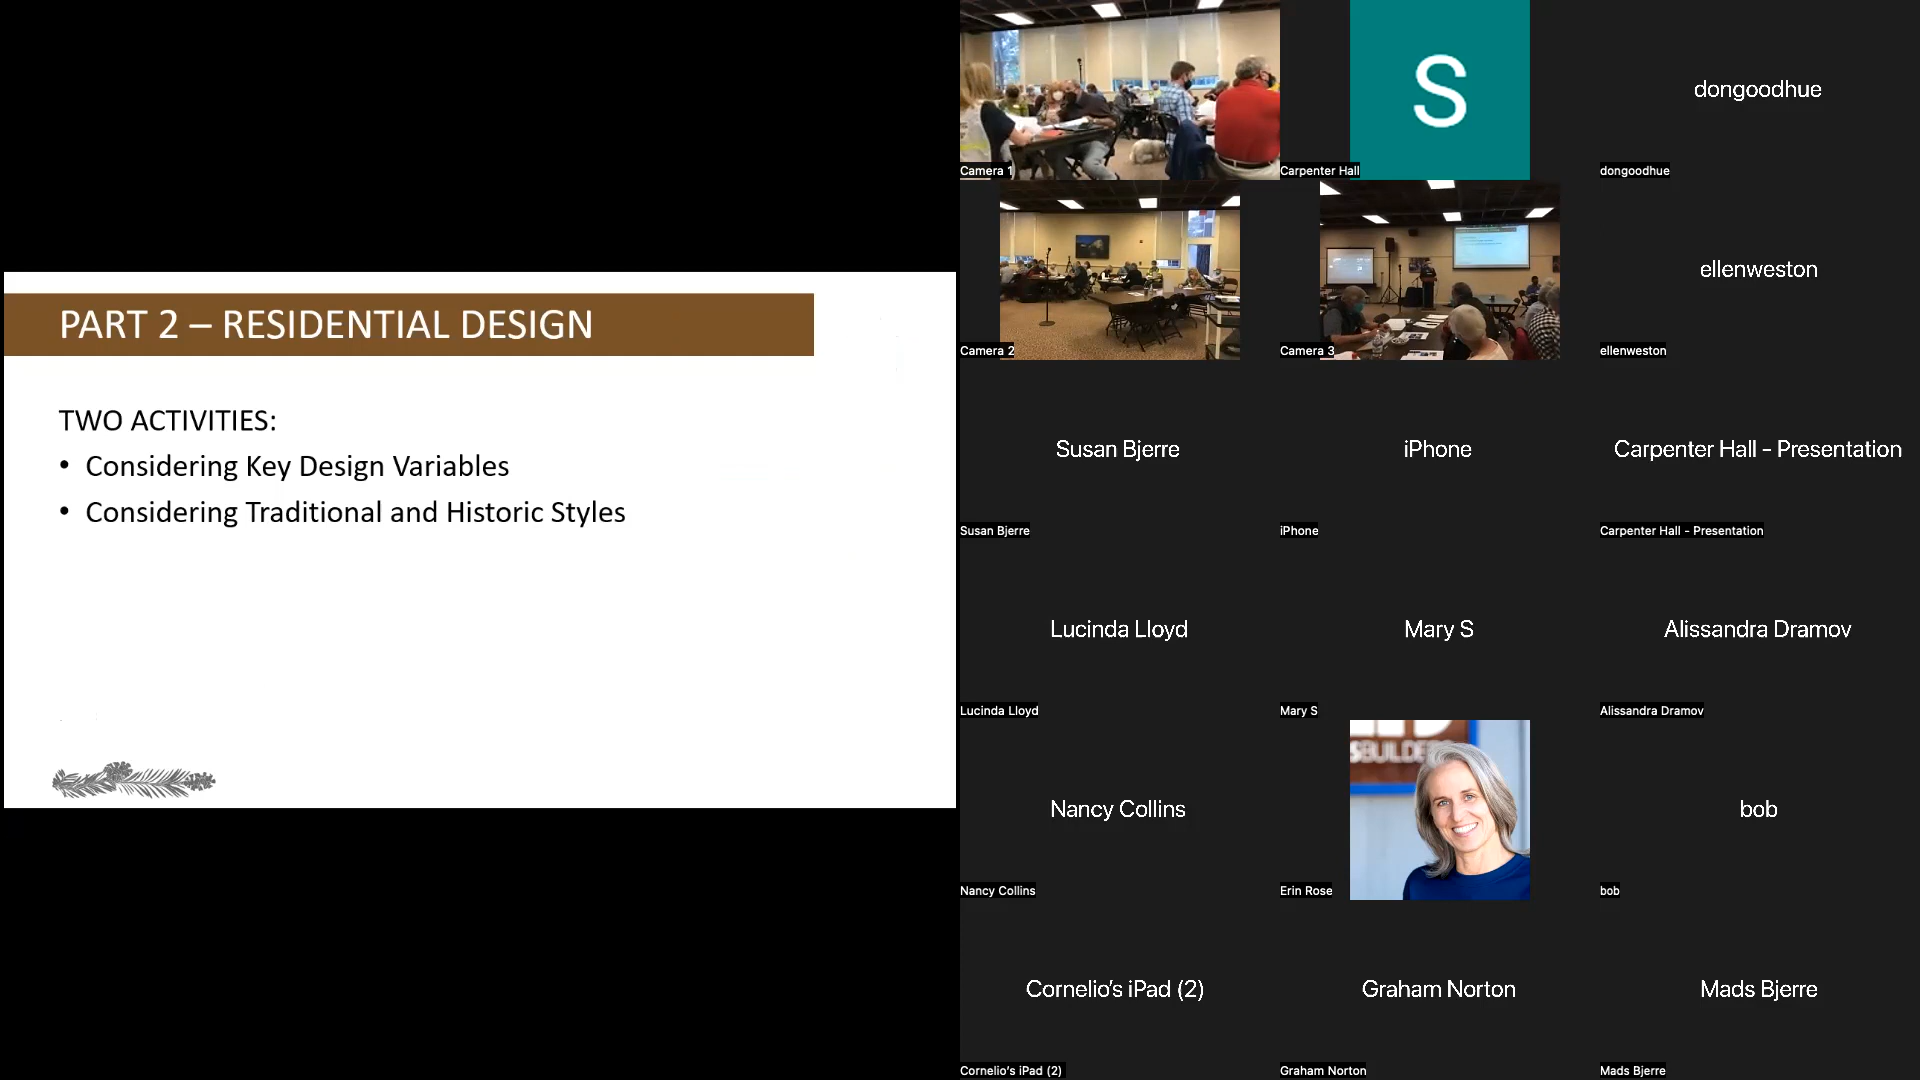 PART 2 – RESIDENTIAL DESIGN
TWO ACTIVITIES:
• Considering Key Design Variables
• Considering Traditional and Historic Styles
Camera 1
S
Carpenter Hall
dongoodhue
dongoodhue
Camera 2
Camera 3
ellenweston
ellenweston
Susan Bjerre
Susan Bjerre
iPhone
iPhone
Carpenter Hall - Presentation
Carpenter Hall - Presentation
Lucinda Lloyd
Lucinda Lloyd
Mary S
Mary S
Alissandra Dramov
Alissandra Dramov
Nancy Collins
Nancy Collins
SBUILDE
Erin Rose
bob
bob
Cornelio’s iPad (2)
Cornelio’s iPad (2)
Graham Norton
Graham Norton
Mads Bjerre
Mads Bjerre